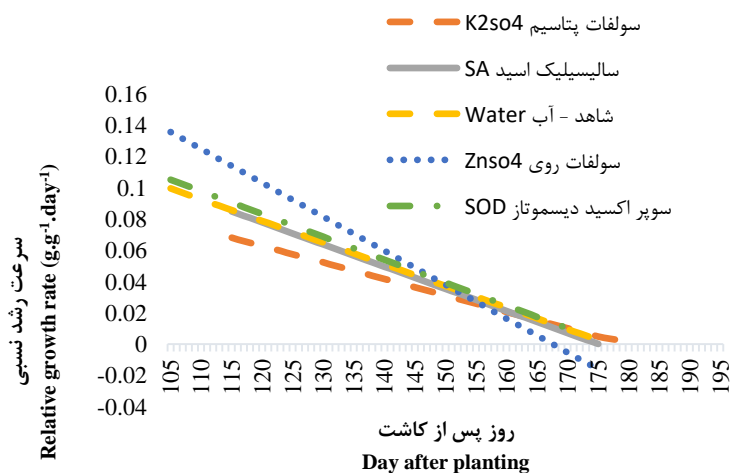 K2so4 سولفات پتاسیم
SA سالیسیلیک اسید
Water شاهد - آب
Znso4 سولفات روی
SOD سوپر اکسید دیسموتاز
0.16
0.14
0.12
0.1
0.08
0.06
0.04
0.02
0
-0.02
-0.04
سرعت رشد نسبی
Relative growth rate (g.g-1.day-1)
105 110 115 120 125 130 135 140 145 150 155 160 165 170 175 180 185 190 195
روز پس از کاشت
Day after planting